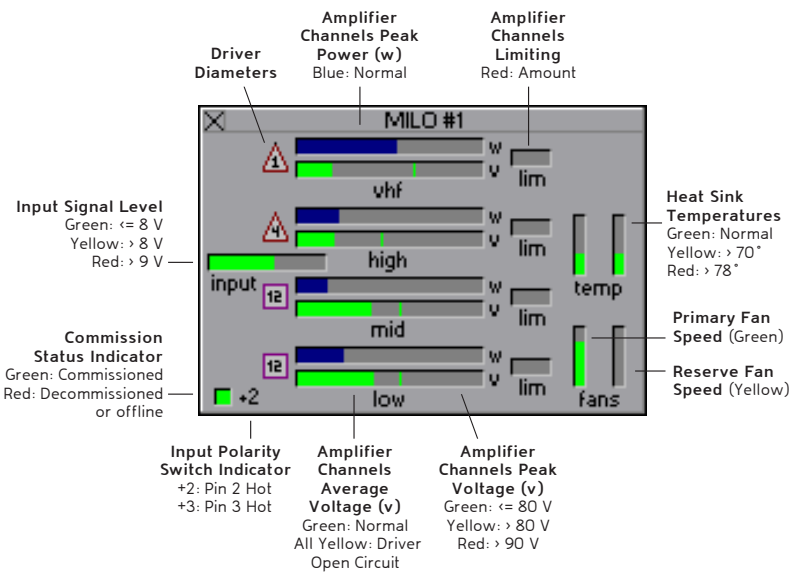 Amplifier
Channels Peak
Power (w)
Blue: Normal
Amplifier
Channels
Limiting
Red: Amount
Driver
Diameters
MILO #1
1
w
v
lim
vhf
Input Signal Level
Green: <= 8 V
Yellow: > 8 V
Red: > 9 V
4
w
v
lim
high
input
Heat Sink
Temperatures
Green: Normal
Yellow: > 70˚
Red: > 78˚
temp
12
w
v
lim
mid
Commission
Status Indicator
Green: Commissioned
Red: Decommissioned
or offline
12
w
v
lim
low
+2
fans
Primary Fan
Speed (Green)
Reserve Fan
Speed (Yellow)
Input Polarity
Switch Indicator
+2: Pin 2 Hot
+3: Pin 3 Hot
Amplifier
Channels
Average
Voltage (v)
Green: Normal
All Yellow: Driver
Open Circuit
Amplifier
Channels Peak
Voltage (v)
Green: <= 80 V
Yellow: > 80 V
Red: > 90 V